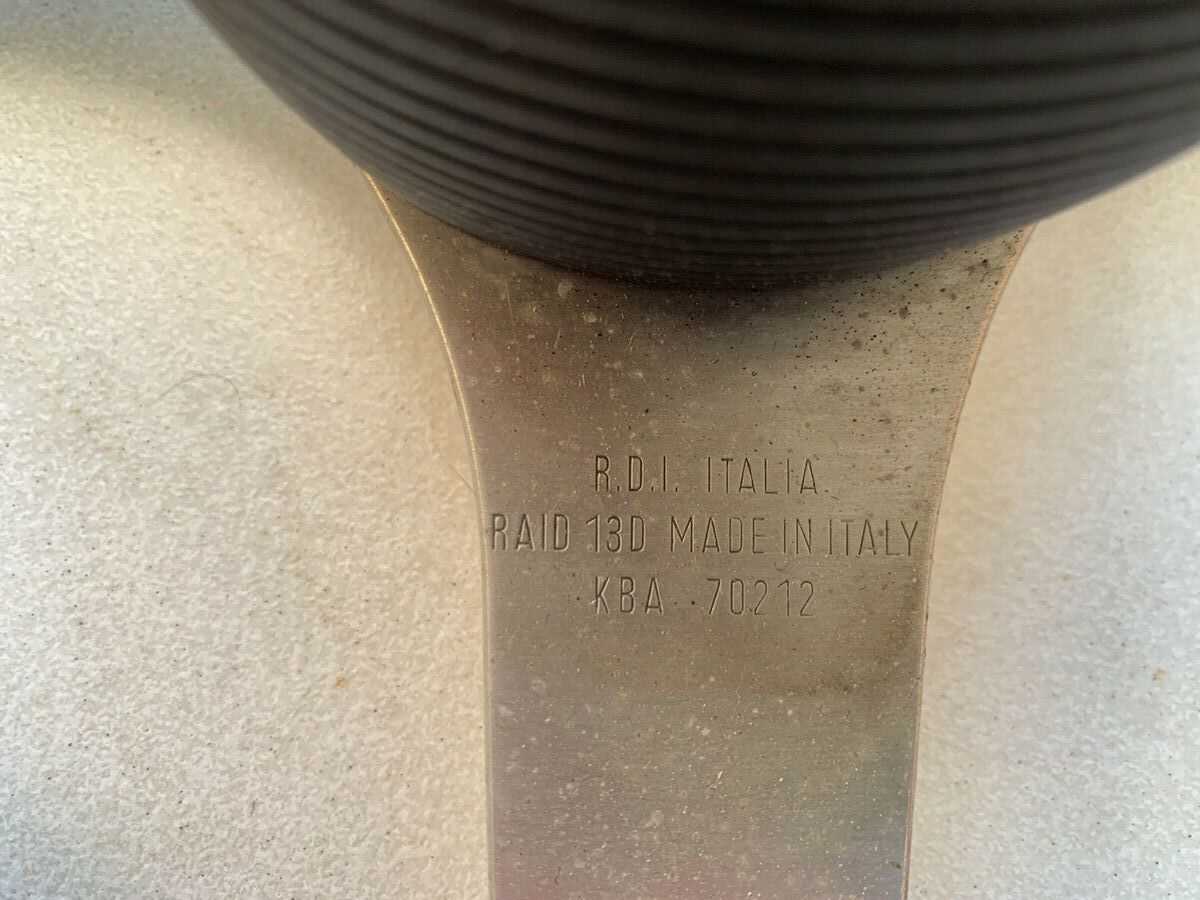 R.D.I. ITALIA.
RAID 13D MADE IN ITALY
KBA 70212